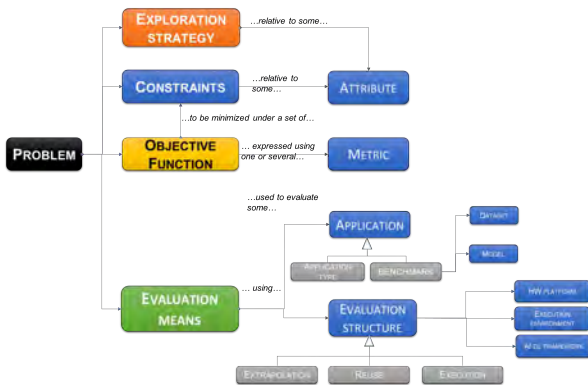 EXPLORATION
STRATEGY
…relative to some…
CONSTRAINTS
…relative to
some…
ATTRIBUTE
…to be minimized under a set of…
PROBLEM
OBJECTIVE
FUNCTION
… expressed using
one or several…
METRIC
…used to evaluate
some…
APPLICATION
DATASET
MODEL
APPLICATION
TYPE
BENCHMARK
… using…
EVALUATION
MEANS
EVALUATION
STRUCTURE
HW PLATFORM
EXECUTION
ENVIRONMENT
EXTRAPOLATION
REUSE
EXECUTION